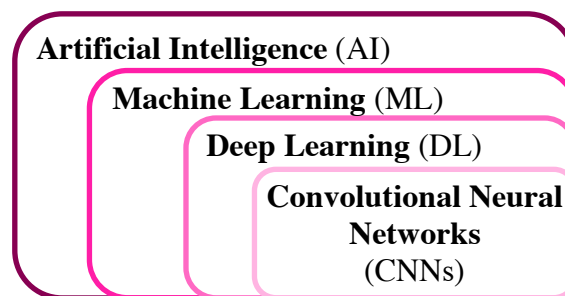 Artificial Intelligence (AI)
Machine Learning (ML)
Deep Learning (DL)
Convolutional Neural
Networks
(CNNs)